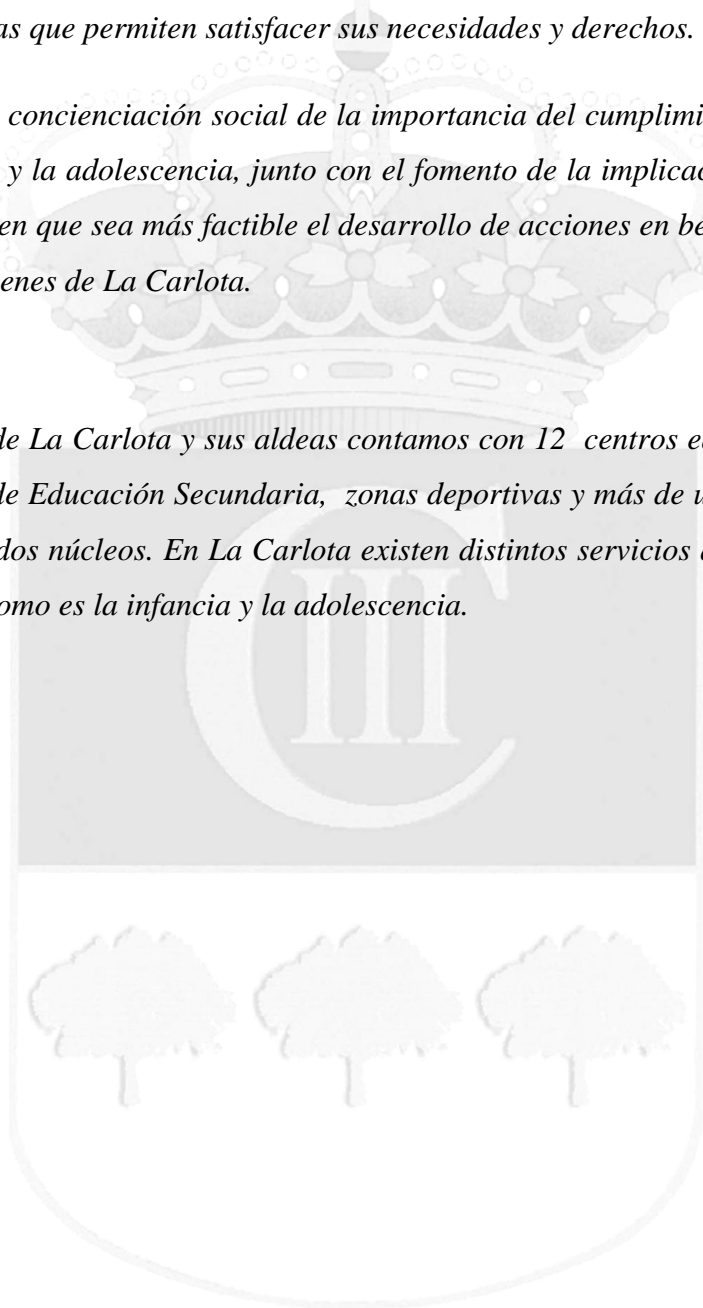 as que permiten satisfacer sus necesidades y derechos.
concienciación social de la importancia del cumplimi
y la adolescencia, junto con el fomento de la implicac
en que sea más factible el desarrollo de acciones en be
enes de La Carlota.
de La Carlota y sus aldeas contamos con 12 centros e
de Educación Secundaria, zonas deportivas y más de u
dos núcleos. En La Carlota existen distintos servicios
omo es la infancia y la adolescencia.
CIII